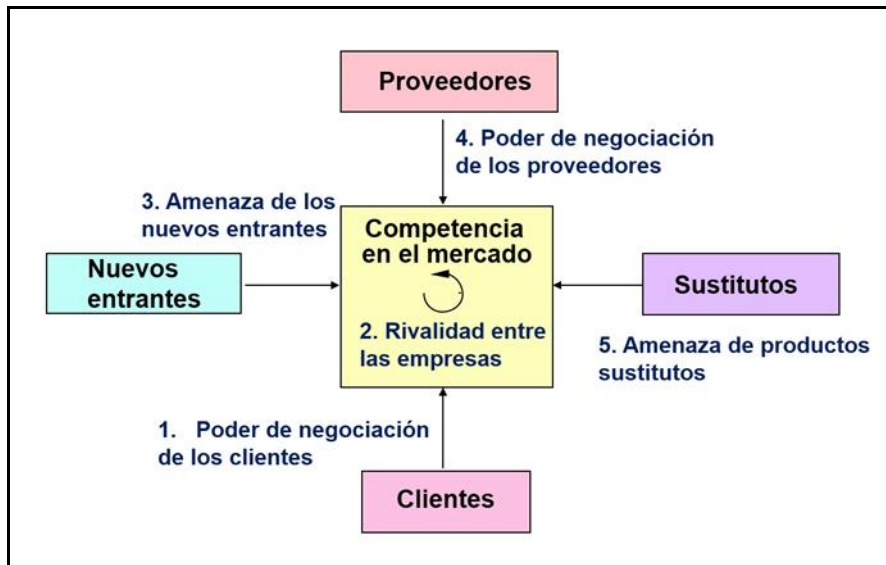 Proveedores
4. Poder de negociación
de los proveedores
3. Amenaza de los
nuevos entrantes
Competencia
en el mercado
Nuevos
entrantes
Sustitutos
2. Rivalidad entre
las empresas
5. Amenaza de productos
sustitutos
1. Poder de negociación
de los clientes
Clientes